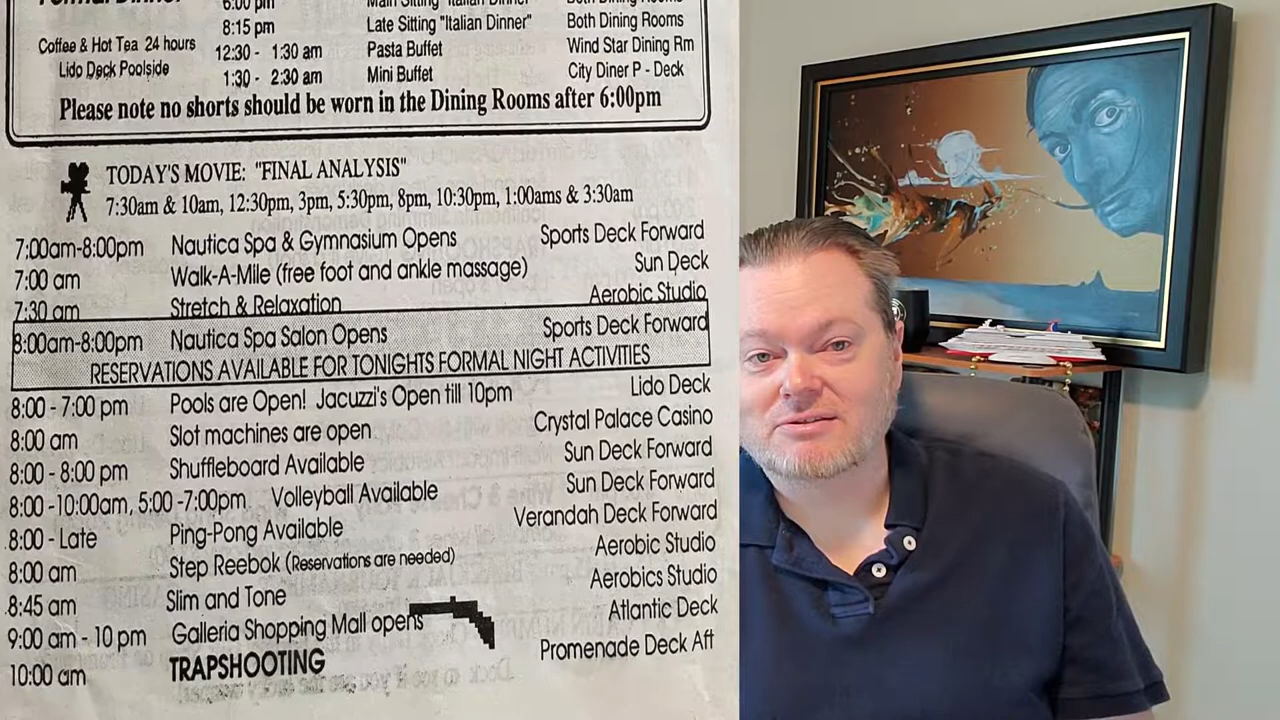 Formal Dinner 6:00 pm Main Sitting "Italian Dinner" Both Dining Rooms
8:15 pm Late Sitting "Italian Dinner" Both Dining Rooms
Coffee & Hot Tea 24 hours 12:30 - 1:30 am Pasta Buffet Wind Star Dining Rm
Lido Deck Poolside 1:30 - 2:30 am Mini Buffet City Diner P - Deck
Please note no shorts should be worn in the Dining Rooms after 6:00pm
TODAY'S MOVIE: "FINAL ANALYSIS"
7:30am & 10am, 12:30pm, 3pm, 5:30pm, 8pm, 10:30pm, 1:00ams & 3:30am
7:00am-8:00pm Nautica Spa & Gymnasium Opens Sports Deck Forward
7:00 am Walk-A-Mile (free foot and ankle massage) Sun Deck
7:30 am Stretch & Relaxation Aerobic Studio
8:00am-8:00pm Nautica Spa Salon Opens Sports Deck Forward
RESERVATIONS AVAILABLE FOR TONIGHTS FORMAL NIGHT ACTIVITIES
8:00 - 7:00 pm Pools are Open! Jacuzzi's Open till 10pm Lido Deck
8:00 am Slot machines are open Crystal Palace Casino
8:00 - 8:00 pm Shuffleboard Available Sun Deck Forward
8:00 -10:00am, 5:00 -7:00pm Volleyball Available Sun Deck Forward
8:00 - Late Ping-Pong Available Verandah Deck Forward
8:00 am Step Reebok (Reservations are needed) Aerobic Studio
8:45 am Slim and Tone Aerobics Studio
9:00 am - 10 pm Galleria Shopping Mall opens Atlantic Deck
10:00 am TRAPSHOOTING Promenade Deck Aft